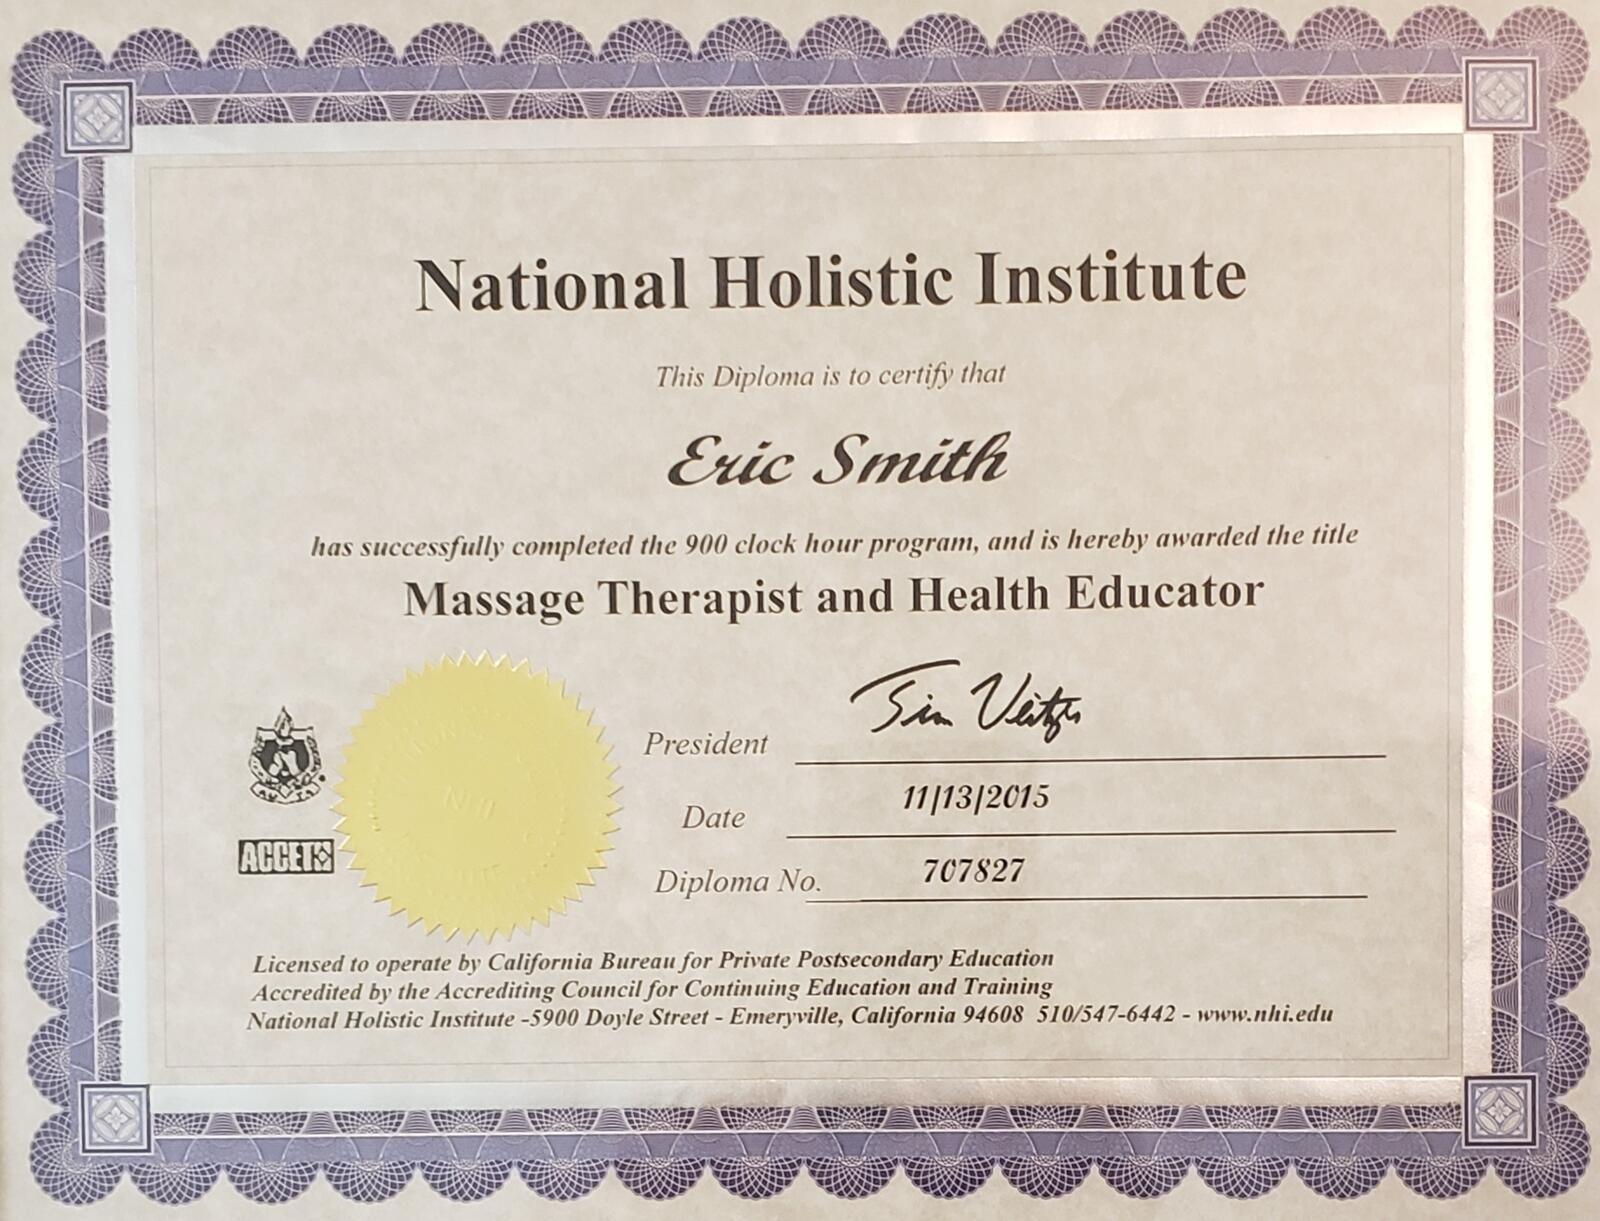 National Holistic Institute
This Diploma is to certify that
Eric Smith
has successfully completed the 900 clock hour program, and is hereby awarded the title
Massage Therapist and Health Educator
President
Date 11/13/2015
Diploma No. 707827
ACCET
NHI
Licensed to operate by California Bureau for Private Postsecondary Education
Accredited by the Accrediting Council for Continuing Education and Training
National Holistic Institute -5900 Doyle Street - Emeryville, California 94608 510/547-6442 - www.nhi.edu